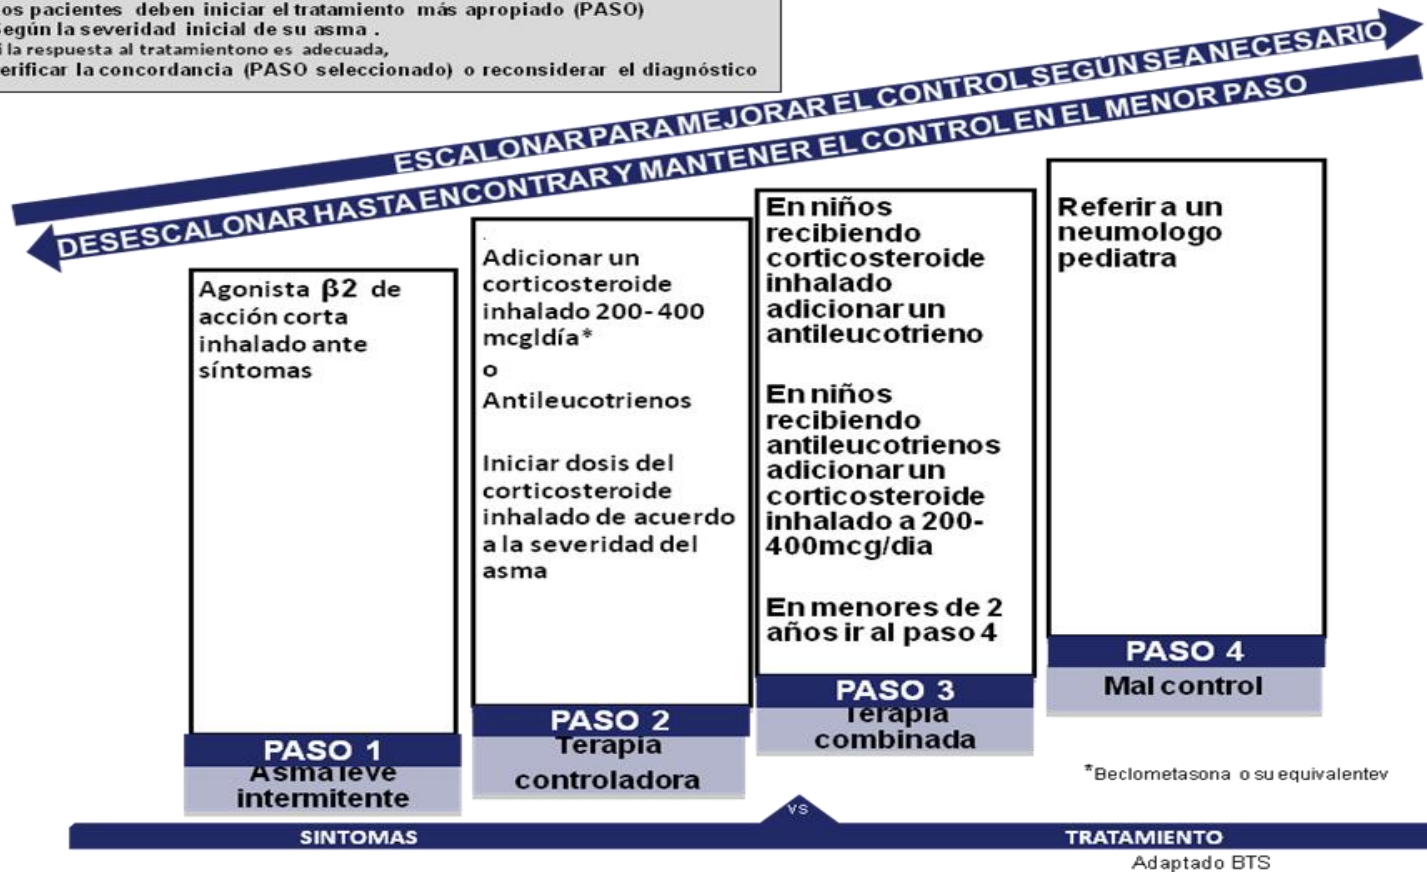 os pacientes deben iniciar el tratamiento más apropiado (PASO)
Según la severidad inicial de su asma .
i la respuesta al tratamientono es adecuada,
erificar la concordancia (PASO seleccionado) o reconsiderar el diagnóstico
ESCALONAR PARA MEJORAR EL CONTROL SEGUN SEA NECESARIO
DESESCALONAR HASTA ENCONTRAR Y MANTENER EL CONTROL EN EL MENOR PASO
Agonista β2 de
acción corta
inhalado ante
síntomas
PASO 1
Asma leve
intermitente
.
Adicionar un
corticosteroide
inhalado 200-400
mcgldía*
o
Antileucotrienos
Iniciar dosis del
corticosteroide
inhalado de acuerdo
a la severidad del
asma
PASO 2
Terapia
controladora
En niños
recibiendo
corticosteroide
inhalado
adicionar un
antileucotrieno
En niños
recibiendo
antileucotrienos
adicionar un
corticosteroide
inhalado a 200-
400mcg/dia
En menores de 2
años ir al paso 4
PASO 3
Terapia
combinada
Referir a un
neumologo
pediatra
PASO 4
Mal control
*Beclometasona o su equivalentev
vs
SINTOMAS
TRATAMIENTO
Adaptado BTS